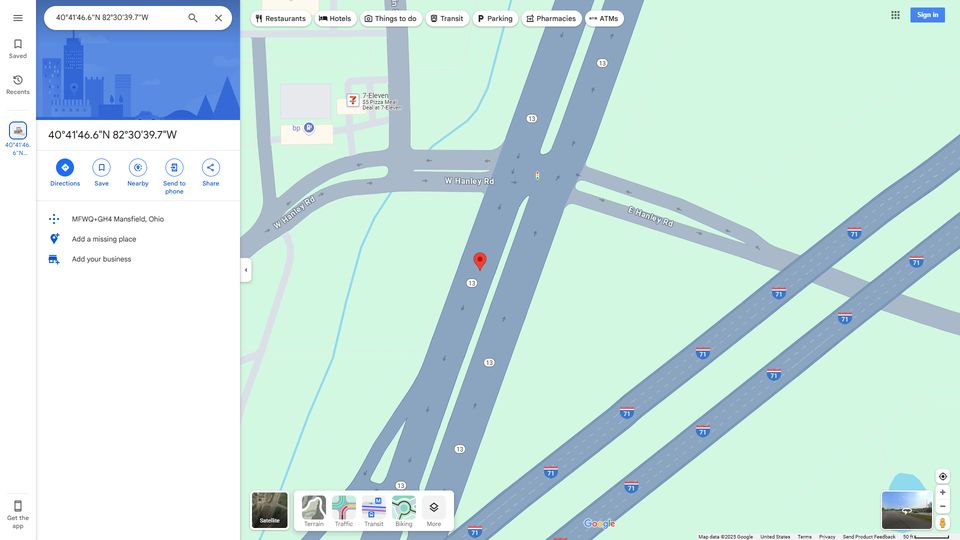 40°41'46.6"N 82°30'39.7"W
Restaurants
Hotels
Things to do
Transit
Parking
Pharmacies
ATMs
Sign in
Saved
Recents
40°41'46.
6"N...
40°41'46.6"N 82°30'39.7"W
Directions
Save
Nearby
Send to
phone
Share
MFWQ+GH4 Mansfield, Ohio
Add a missing place
Add your business
Get the
app
7-Eleven
$5 Pizza Meal
Deal at 7-Eleven
bp
P
13
13
W Hanley Rd
W Hanley Rd
E Hanley Rd
13
13
13
13
71
71
71
71
71
71
71
71
71
71
71
Satellite
Terrain
Traffic
Transit
Biking
More
Google
Map data ©2025 Google
United States
Terms
Privacy
Send Product Feedback
50 ft